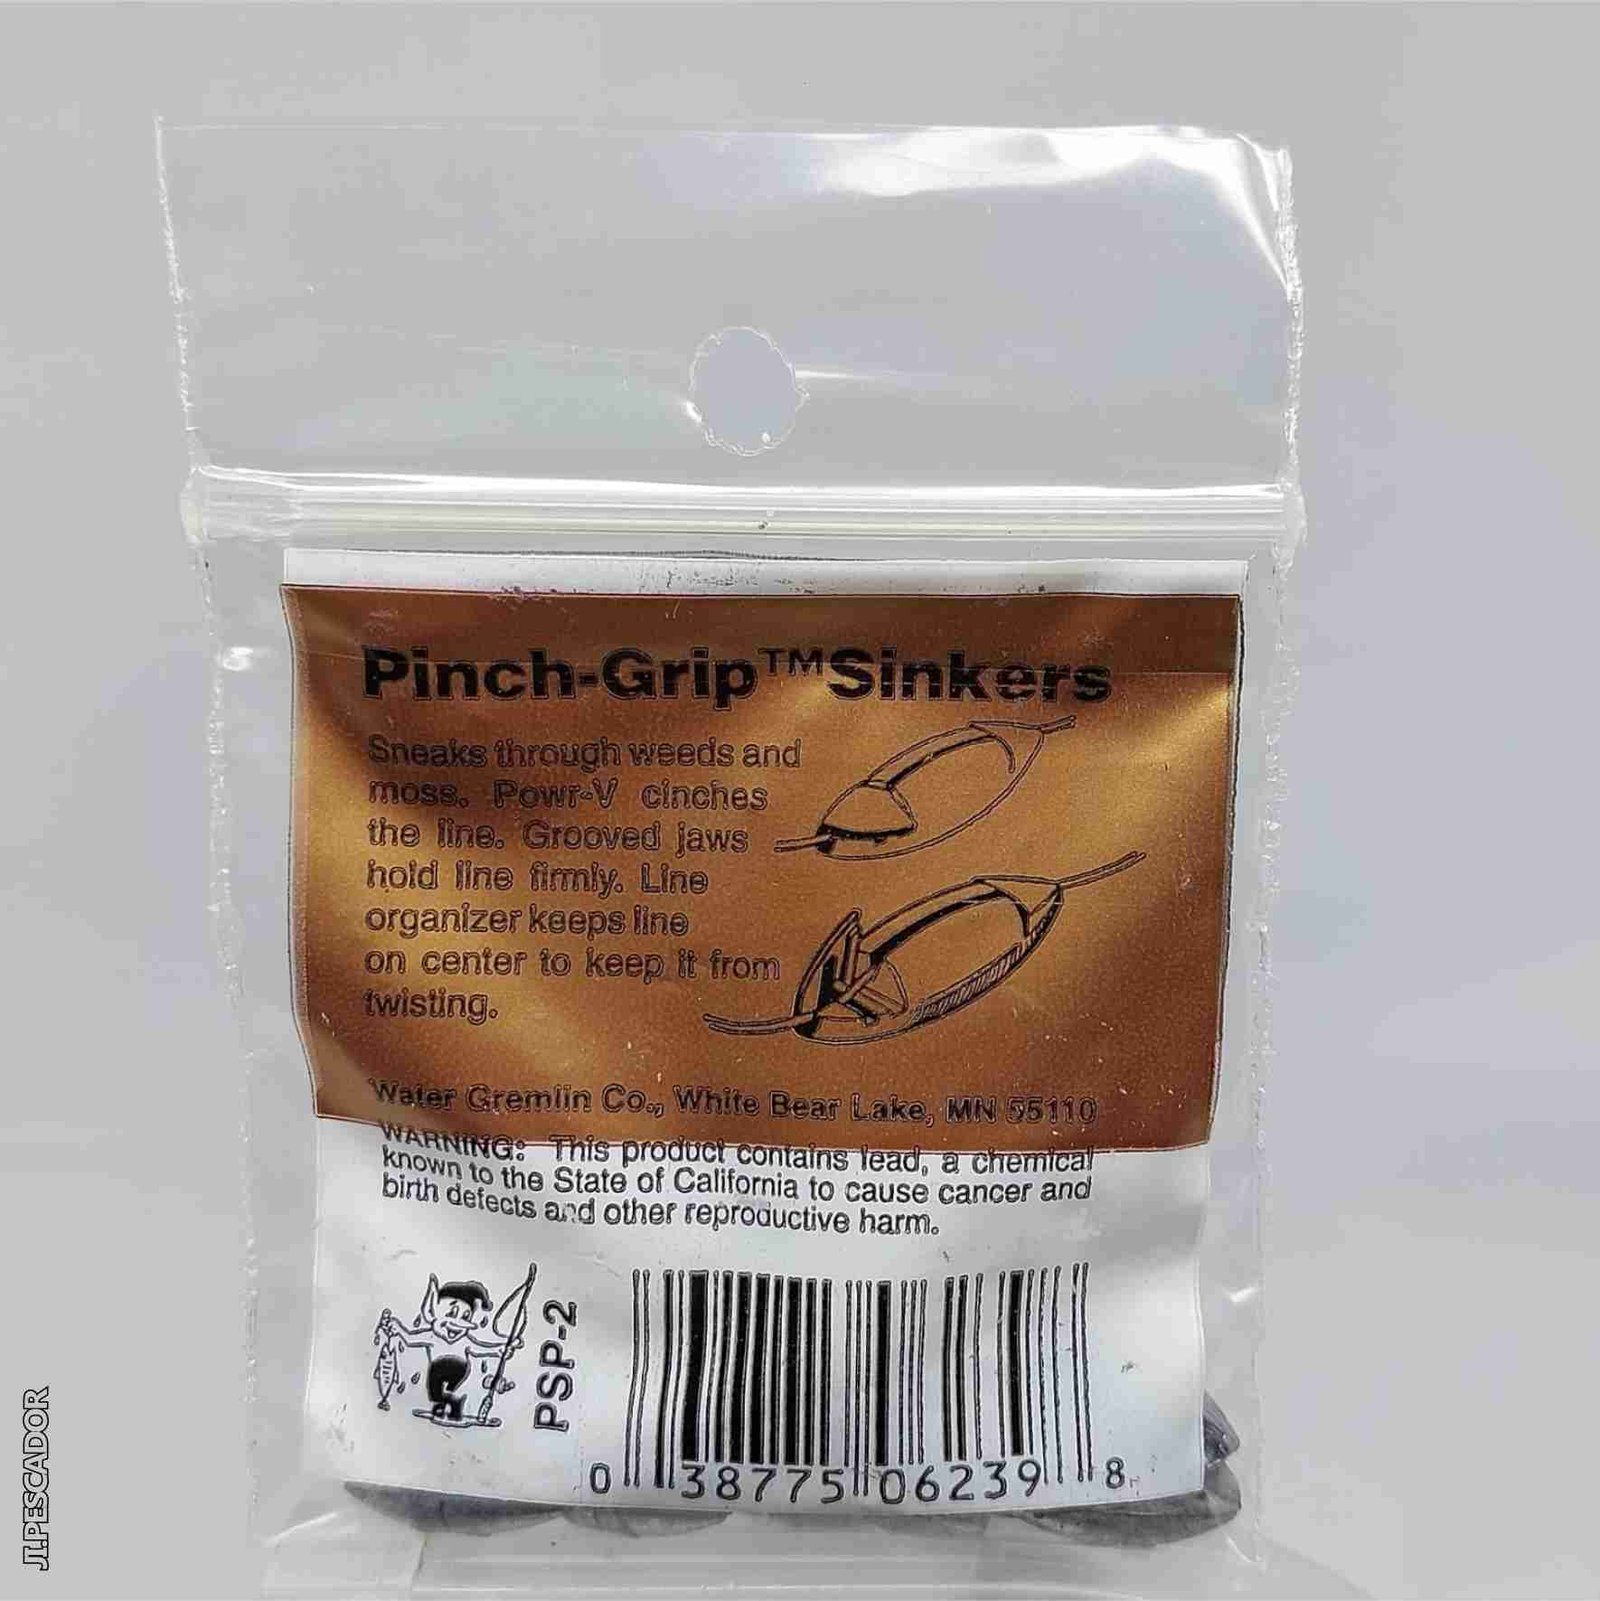 Pinch-Grip™Sinkers
Sneaks through weeds and
moss. Powr-V cinches
the line. Grooved jaws
hold line firmly. Line
organizer keeps line
on center to keep it from
twisting.
Water Gremlin Co., White Bear Lake, MN 55110
WARNING: This product contains lead, a chemical
known to the State of California to cause cancer and
birth defects and other reproductive harm.
PSP-2
0 38775 06239 8
Л.PESCADOR